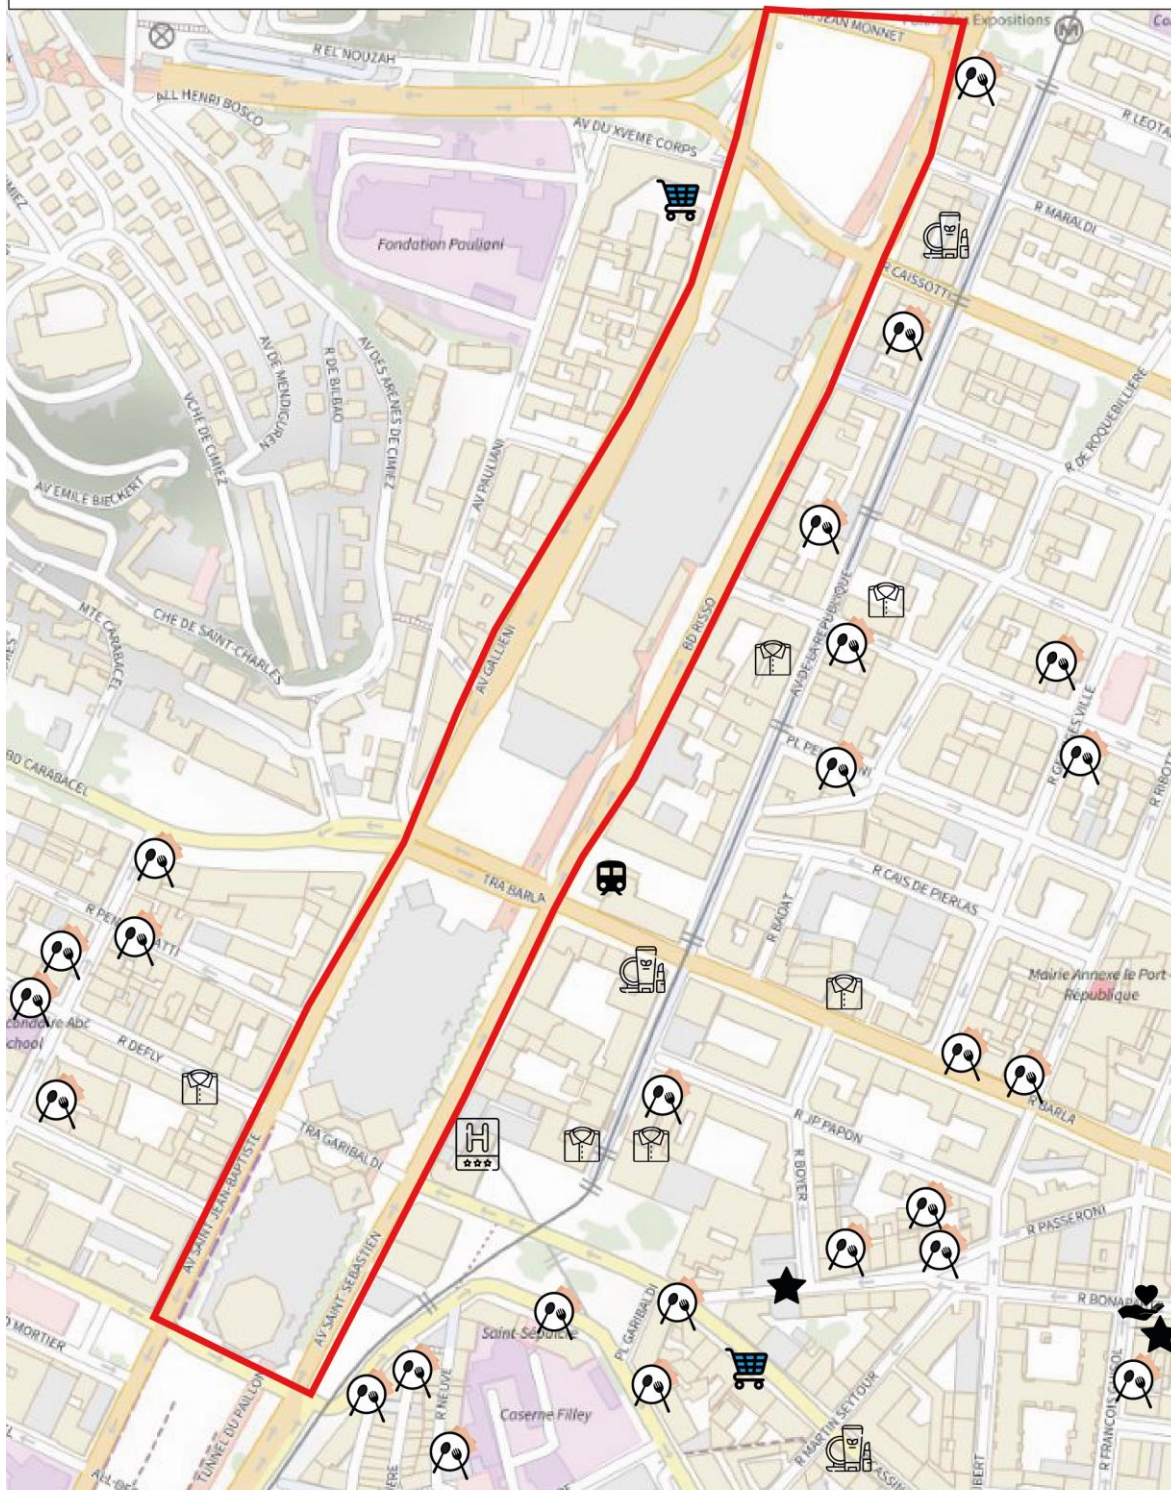 Palais des Expositions
JEAN MONNET
M
R EL NOUZAH
ALL HENRI BOSCO
AV DU XVEME CORPS
R LEOTA
R MARALDI
Fondation Pauliani
R CAISSOTTI
AV DE MENDIGUREN
R DE BILBAO
AV DES ARENES DE CIMIEZ
VCHE DE CIMIEZ
R DE ROQUEBILLIERE
AV PAULIANI
AV EMILE BIECKERT
MTE CARABACEL
CHE DE SAINT-CHARLES
AV GALLIENI
BD RISSO
AV DE LA REPUBLIQUE
BD CARABACEL
TRA BARLA
R CAIS DE PIERLAS
R BADAT
Mairie Annexe le Port -
République
R DEFLY
R BARLA
H
TRA GARIBALDI
R JP PAPON
R BOYER
R PASSERONI
AV SAINT JEAN-BAPTISTE
AV SAINT SEBASTIEN
PL GARIBALDI
Saint-Sépulcre
MORTIER
R NEUVE
Caserne Filley
R MARTIN SEYTOUR
TUNNEL DU PAILLON